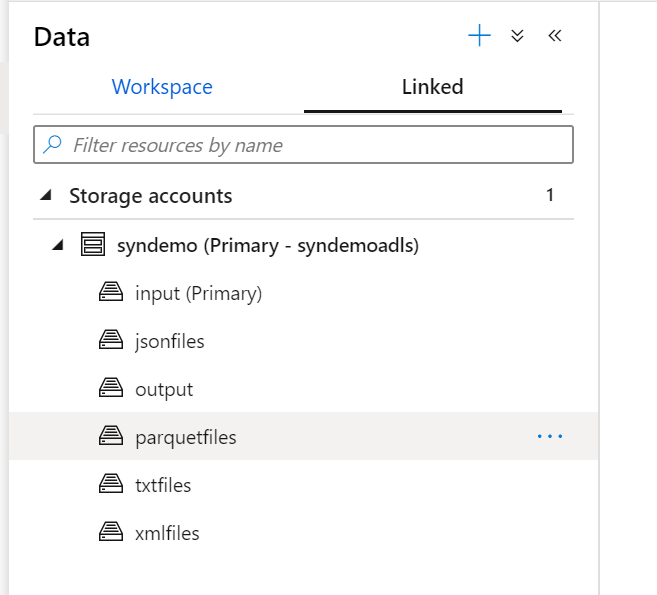 Data
Workspace Linked
Filter resources by name
Storage accounts 1
syndemo (Primary - syndemoadls)
input (Primary)
jsonfiles
output
parquetfiles
txtfiles
xmlfiles